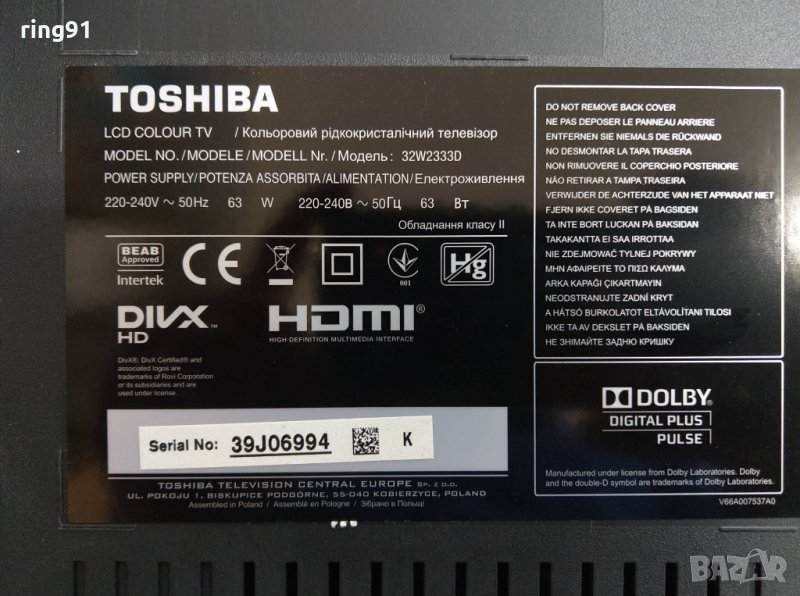 ring91
TOSHIBA
LCD COLOUR TV / Кольоровий рідкокристалічний телевізор
MODEL NO./MODELE/MODELL Nr./Модель: 32W2333D
POWER SUPPLY/POTENZA ASSORBITA/ALIMENTATION/Електроживлення
220-240V ~ 50Hz 63 W 220-240В ~ 50Гц 63 Вт
Обладнання класу II
BEAB
Approved
Intertek
CE
001
Hg
DIVX™
HD
HDMI®
HIGH-DEFINITION MULTIMEDIA INTERFACE
DivX®, DivX Certified® and
associated logos are
trademarks of Rovi Corporation
or its subsidiaries and are
used under license.
Serial No: 39J06994 K
TOSHIBA TELEVISION CENTRAL EUROPE SP. Z O.O.
UL. POKOJU 1, BISKUPICE PODGÓRNE, 55-040 KOBIERZYCE, POLAND
Assembled in Poland / Assemblé en Pologne / Зібрано в Польщі
DO NOT REMOVE BACK COVER
NE PAS DEPOSER LE PANNEAU ARRIERE
ENTFERNEN SIE NIEMALS DIE RÜCKWAND
NO DESMONTAR LA TAPA TRASERA
NON RIMUOVERE IL COPERCHIO POSTERIORE
NÃO RETIRAR A TAMPA TRASEIRA
VERWIJDER DE ACHTERZUDE VAN HET APPARAAT NIET
FJERN IKKE COVERET PÅ BAGSIDEN
TA INTE BORT LUCKAN PÅ BAKSIDAN
TAKAKANTTA EI SAA IRROTTAA
NIE ZDEJMOWAĆ TYLNEJ POKRYWY
ΜΗΝ ΑΦΑΙΡΕΙΤΕ ΤΟ ΠΙΣΩ ΚΑΛΥΜΑ
ARKA KAPAĞI ÇIKARTMAYIN
NEODSTRANUJTE ZADNÍ KRYT
A HÁTSÓ BURKOLATOT ELTÁVOLÍTANI TILOSI
IKKE TA AV DEKSLET PÅ BAKSIDEN
НЕ ЗНІМАЙТЕ ЗАДНЮ КРИШКУ
DOLBY
DIGITAL PLUS
PULSE
Manufactured under license from Dolby Laboratories. Dolby
and the double-D symbol are trademarks of Dolby Laboratories.
V66A007537A0
BAZAR